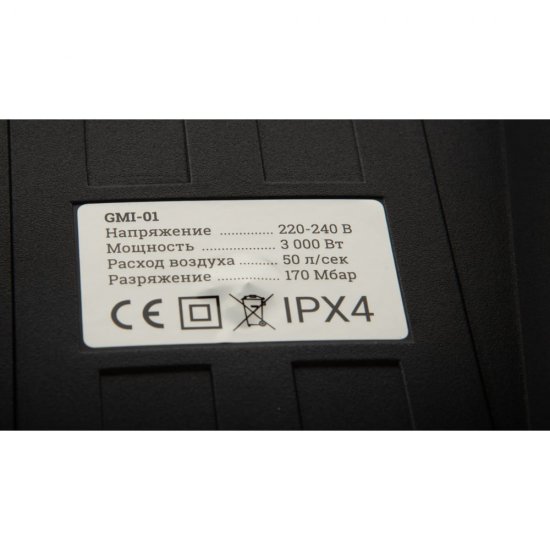 GMI-01
Напряжение .............. 220-240 В
Мощность ................... 3 000 Вт
Расход воздуха ......... 50 л/сек
Разряжение ............... 170 Мбар
CE IPX4